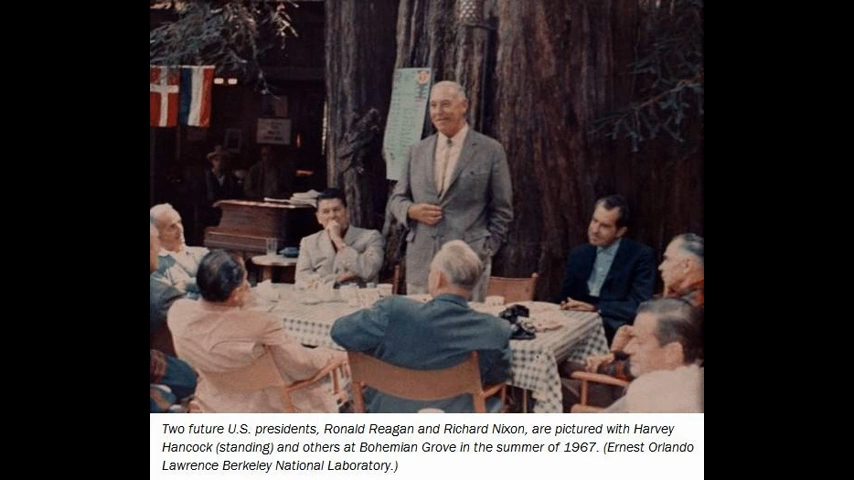 Two future U.S. presidents, Ronald Reagan and Richard Nixon, are pictured with Harvey
Hancock (standing) and others at Bohemian Grove in the summer of 1967. (Ernest Orlando
Lawrence Berkeley National Laboratory.)